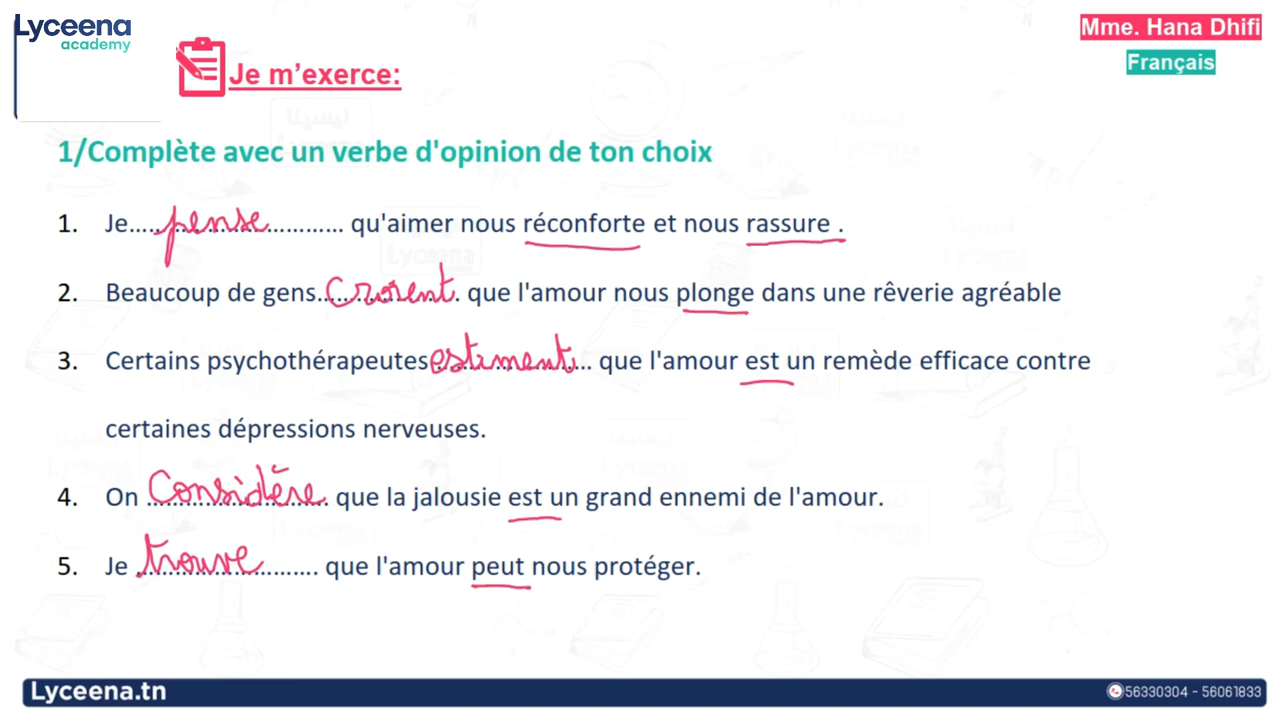 Lyceena
academy
Mme. Hana Dhifi
Français
Je m'exerce:
1/Complète avec un verbe d'opinion de ton choix
1. Je.....pense............... qu'aimer nous réconforte et nous rassure .
2. Beaucoup de gens...croient... que l'amour nous plonge dans une rêverie agréable
3. Certains psychothérapeutes estiment... que l'amour est un remède efficace contre
certaines dépressions nerveuses.
4. On Considère. que la jalousie est un grand ennemi de l'amour.
5. Je trouve......... que l'amour peut nous protéger.
Lyceena.tn
56330304 - 56061833